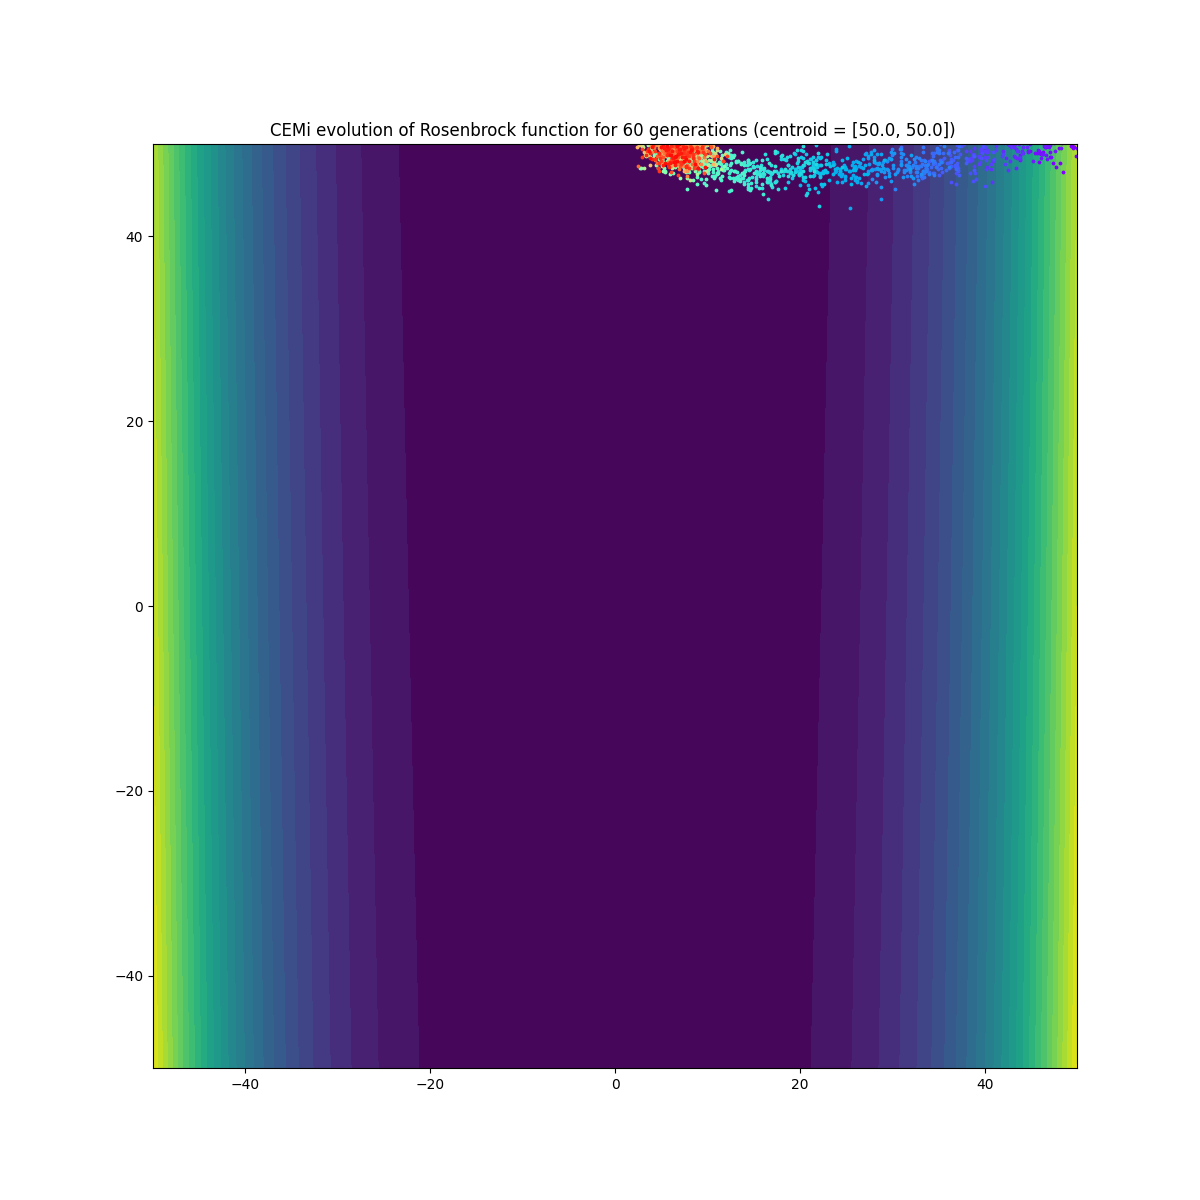 CEMi evolution of Rosenbrock function for 60 generations (centroid = [50.0, 50.0])
40
20
0
−20
−40
−40 −20 0 20 40